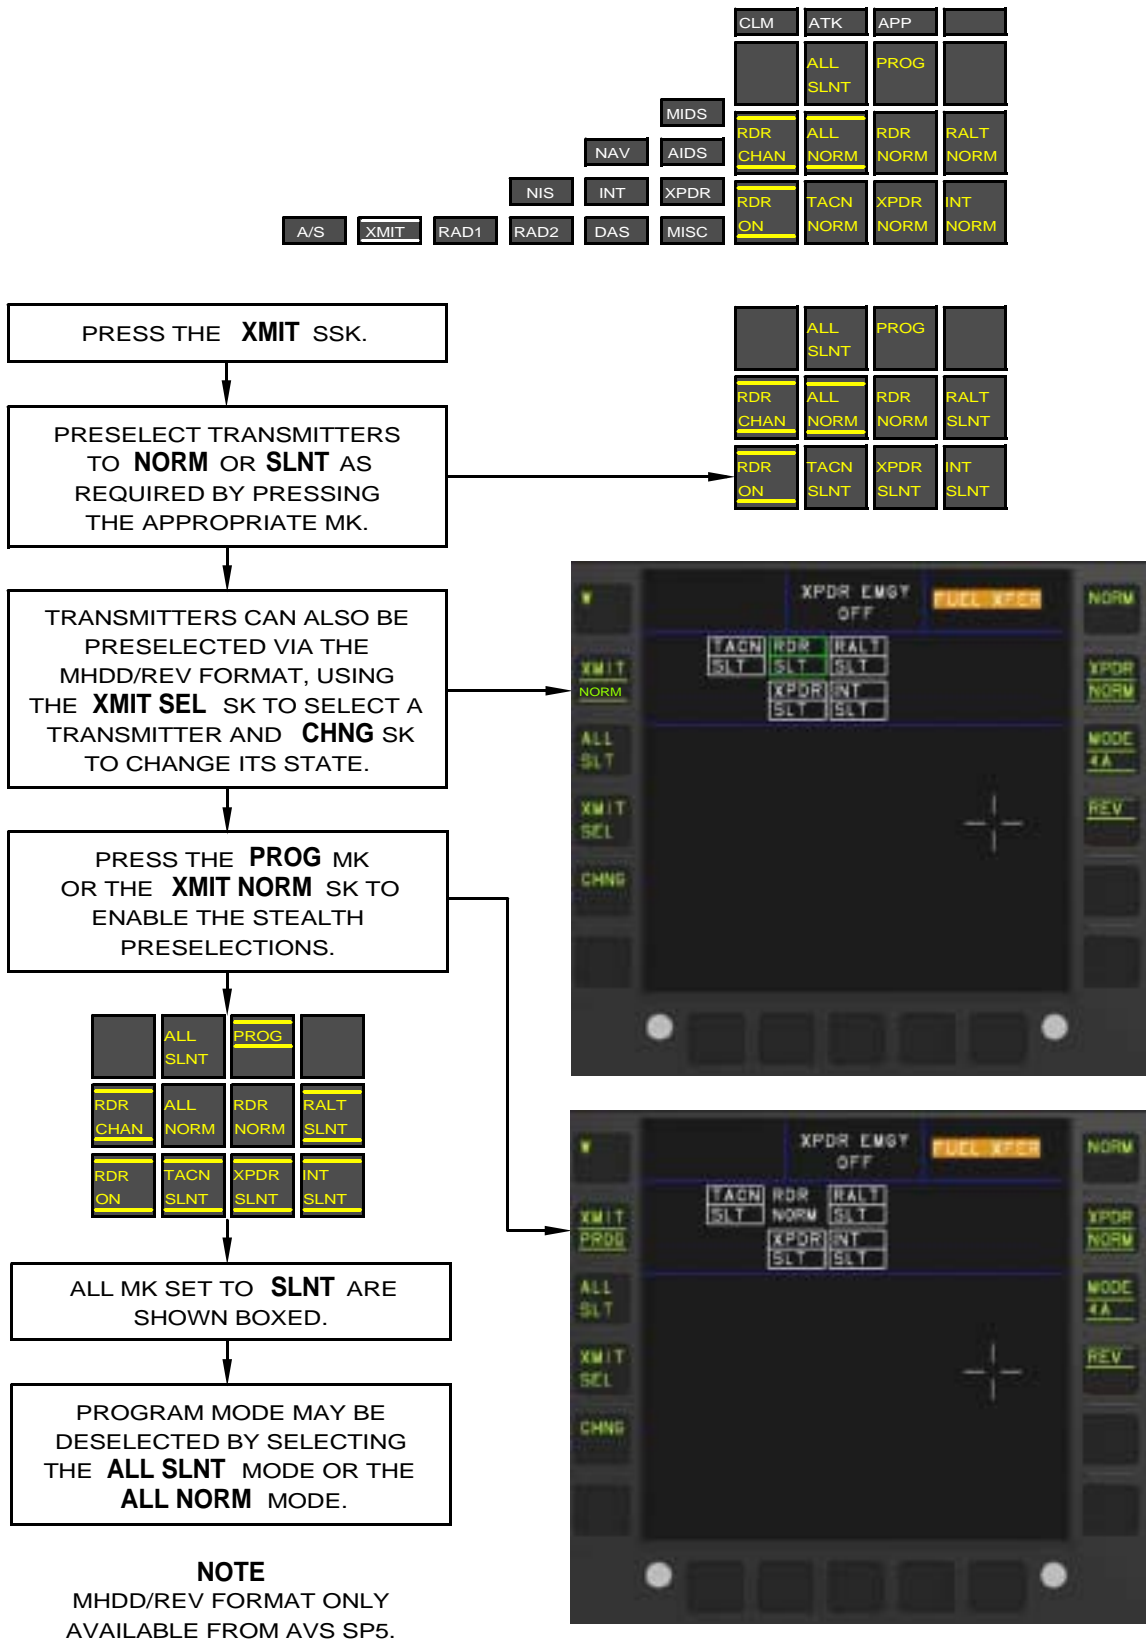 CLM ATK APP
ALL PROG
SLNT
MIDS
RDR ALL RDR RALT
CHAN NORM NORM NORM
NAV AIDS
NIS INT XPDR
RDR TACN XPDR INT
ON NORM NORM NORM
A/S XMIT RAD1 RAD2 DAS MISC
PRESS THE XMIT SSK.
ALL PROG
SLNT
RDR ALL RDR RALT
CHAN NORM NORM SLNT
RDR TACN XPDR INT
ON SLNT SLNT SLNT
PRESELECT TRANSMITTERS
TO NORM OR SLNT AS
REQUIRED BY PRESSING
THE APPROPRIATE MK.
TRANSMITTERS CAN ALSO BE
PRESELECTED VIA THE
MHDD/REV FORMAT, USING
THE XMIT SEL SK TO SELECT A
TRANSMITTER AND CHNG SK
TO CHANGE ITS STATE.
XPDR EMGY FUEL XFER NORM
OFF
TACN RDR RALT
SLT SLT SLT
XMIT XPDR
NORM NORM
XPDR INT
SLT SLT
ALL MODE
SLT 4A
XMIT REV
SEL
CHNG
PRESS THE PROG MK
OR THE XMIT NORM SK TO
ENABLE THE STEALTH
PRESELECTIONS.
ALL PROG
SLNT
RDR ALL RDR RALT
CHAN NORM NORM SLNT
RDR TACN XPDR INT
ON SLNT SLNT SLNT
XPDR EMGY FUEL XFER NORM
OFF
TACN RDR RALT
SLT NORM SLT
XMIT XPDR
PROG NORM
XPDR INT
SLT SLT
ALL MODE
SLT 4A
XMIT REV
SEL
CHNG
ALL MK SET TO SLNT ARE
SHOWN BOXED.
PROGRAM MODE MAY BE
DESELECTED BY SELECTING
THE ALL SLNT MODE OR THE
ALL NORM MODE.
NOTE
MHDD/REV FORMAT ONLY
AVAILABLE FROM AVS SP5.